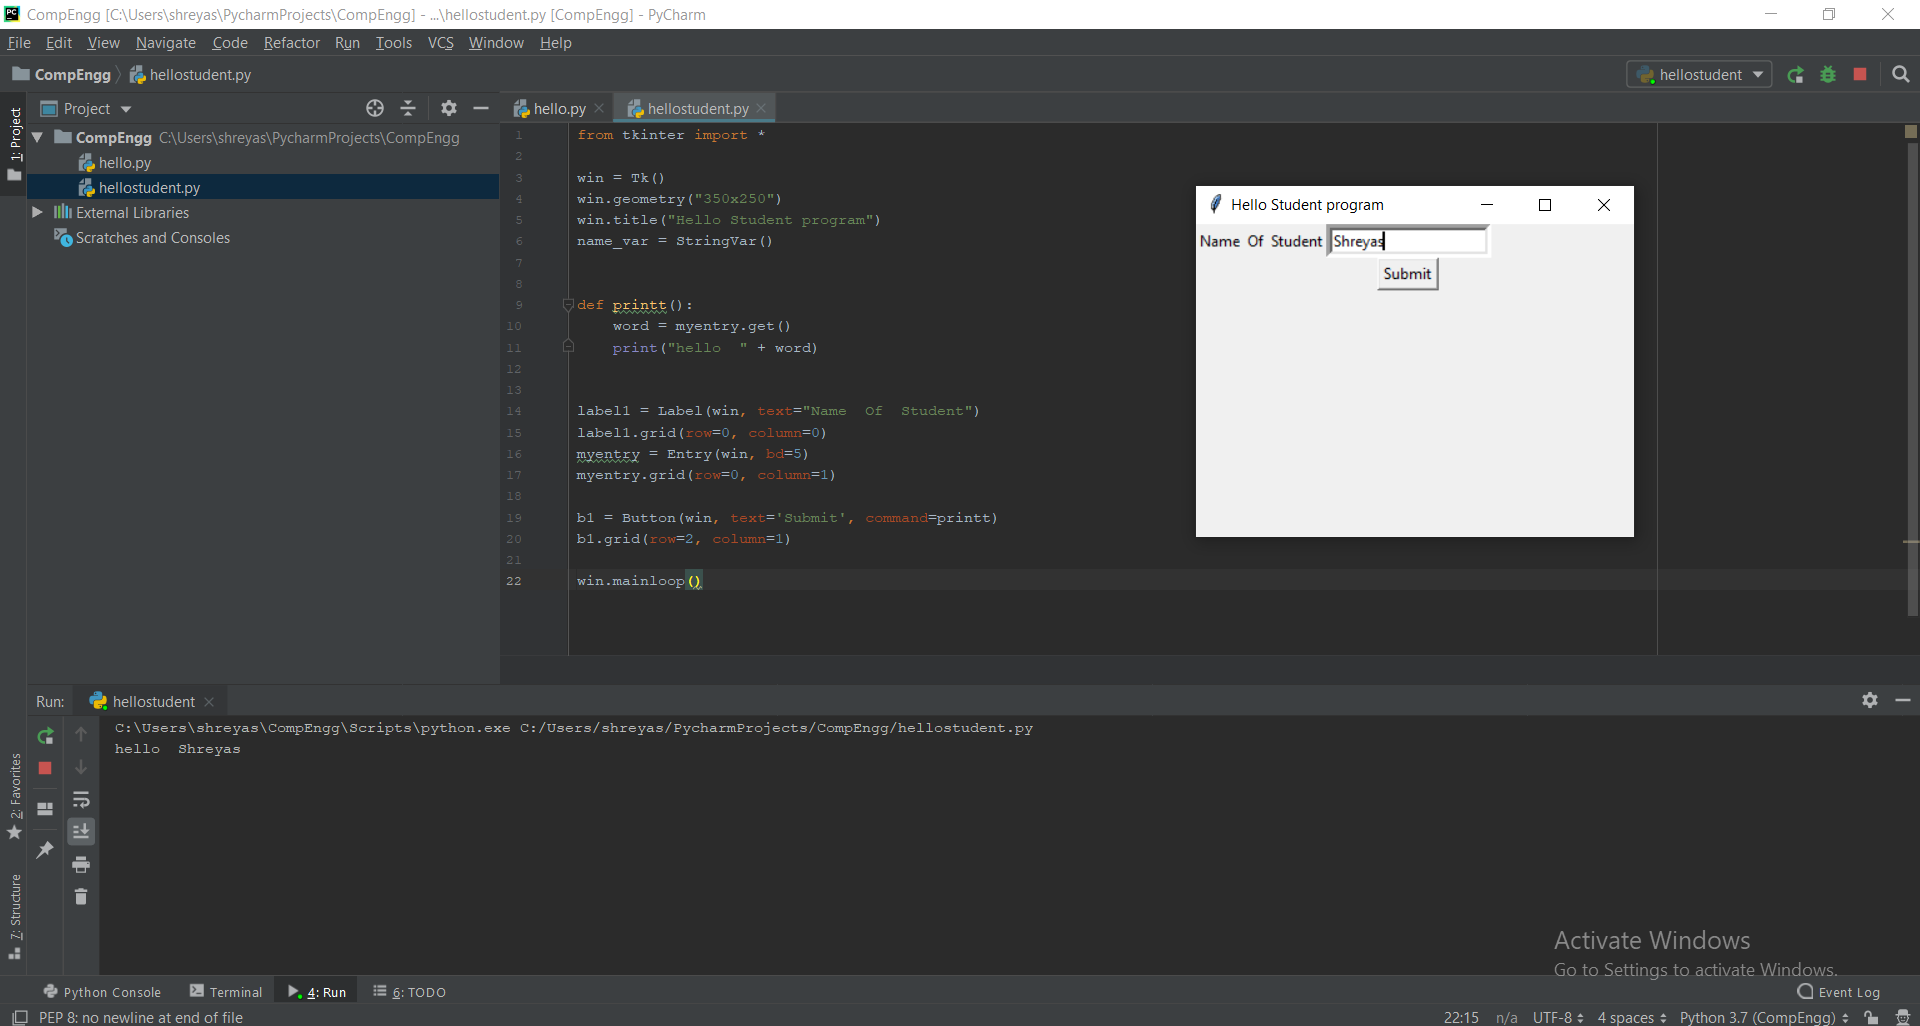 CompEngg [C:\Users\shreyas\PycharmProjects\CompEngg] - ...\hellostudent.py [CompEngg] - PyCharm
File Edit View Navigate Code Refactor Run Tools VCS Window Help
CompEngg hellostudent.py
hellostudent
1: Project
Project
hello.py hellostudent.py
CompEngg C:\Users\shreyas\PycharmProjects\CompEngg
hello.py
hellostudent.py
External Libraries
Scratches and Consoles
1 from tkinter import *
2
3 win = Tk()
4 win.geometry("350x250")
5 win.title("Hello Student program")
6 name_var = StringVar()
7
8
9 def printt():
10     word = myentry.get()
11     print("hello  " + word)
12
13
14 label1 = Label(win, text="Name  Of  Student")
15 label1.grid(row=0, column=0)
16 myentry = Entry(win, bd=5)
17 myentry.grid(row=0, column=1)
18
19 b1 = Button(win, text='Submit', command=printt)
20 b1.grid(row=2, column=1)
21
22 win.mainloop()
Hello Student program
Name Of Student Shreyas
Submit
Run: hellostudent
C:\Users\shreyas\CompEngg\Scripts\python.exe C:/Users/shreyas/PycharmProjects/CompEngg/hellostudent.py
hello  Shreyas
2: Favorites
7: Structure
Activate Windows
Go to Settings to activate Windows.
Python Console Terminal 4: Run 6: TODO Event Log
PEP 8: no newline at end of file 22:15 n/a UTF-8 4 spaces Python 3.7 (CompEngg)